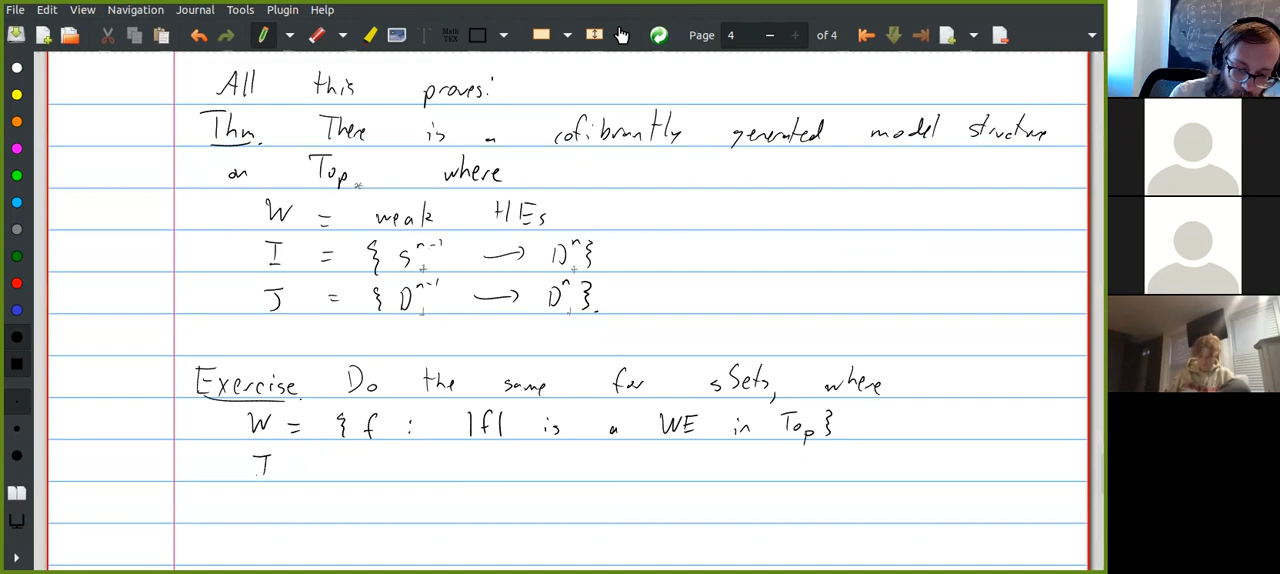 File Edit View Journal Tools Plugin Help
Math TEX Page 4 of 4
All this proves:
Thm. There is a cofibrantly generated model structure
on Top* where
W = weak HEs
I = { S^{n-1}_+ → D^n_+ }
J = { D^{n-1}_+ → D^n_+ }.
Exercise. Do the same for sSets, where
W = { f : |f| is a WE in Top }
I